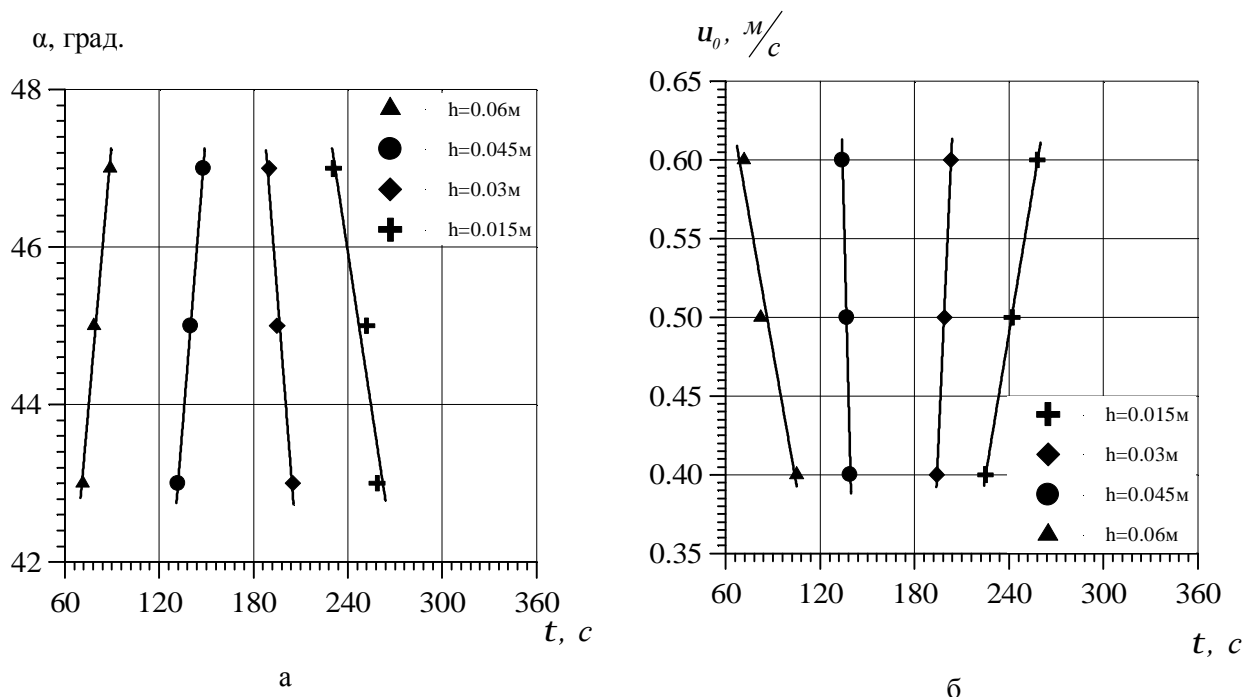 α, град.
48
46
44
42
60 120 180 240 300 360
t, с
h=0.06м
h=0.045м
h=0.03м
h=0.015м
а
u₀, м/с
0.65
0.60
0.55
0.50
0.45
0.40
0.35
60 120 180 240 300 360
t, с
h=0.015м
h=0.03м
h=0.045м
h=0.06м
б